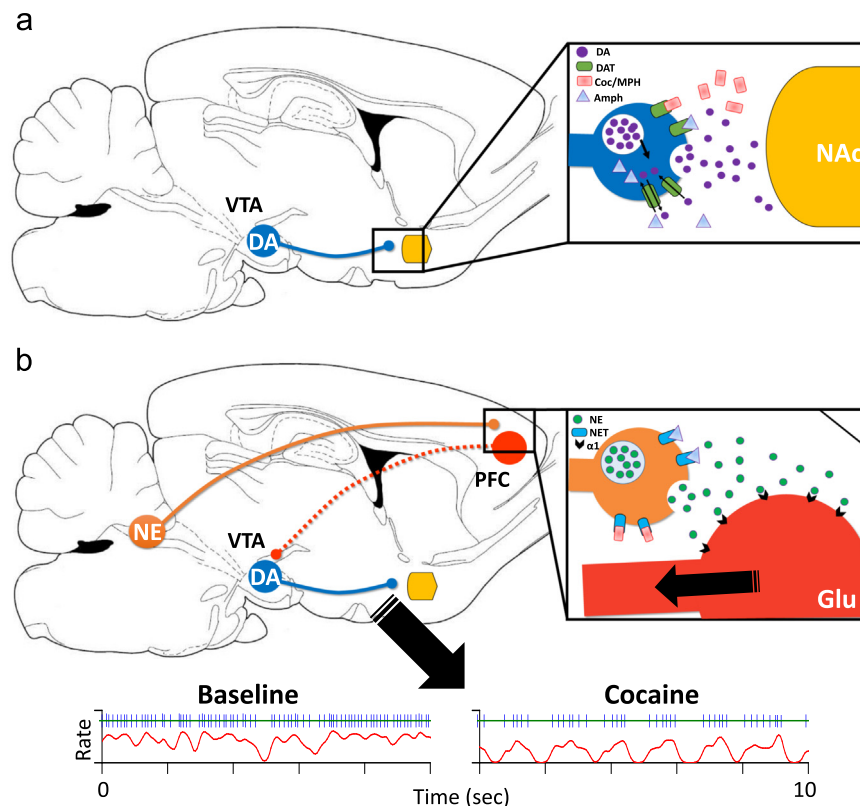 a
DA
DAT
Coc/MPH
Amph
NAc
VTA
DA
b
NE
NET
α1
PFC
NE
VTA
DA
Glu
Baseline
Cocaine
Rate
0
Time (sec)
10